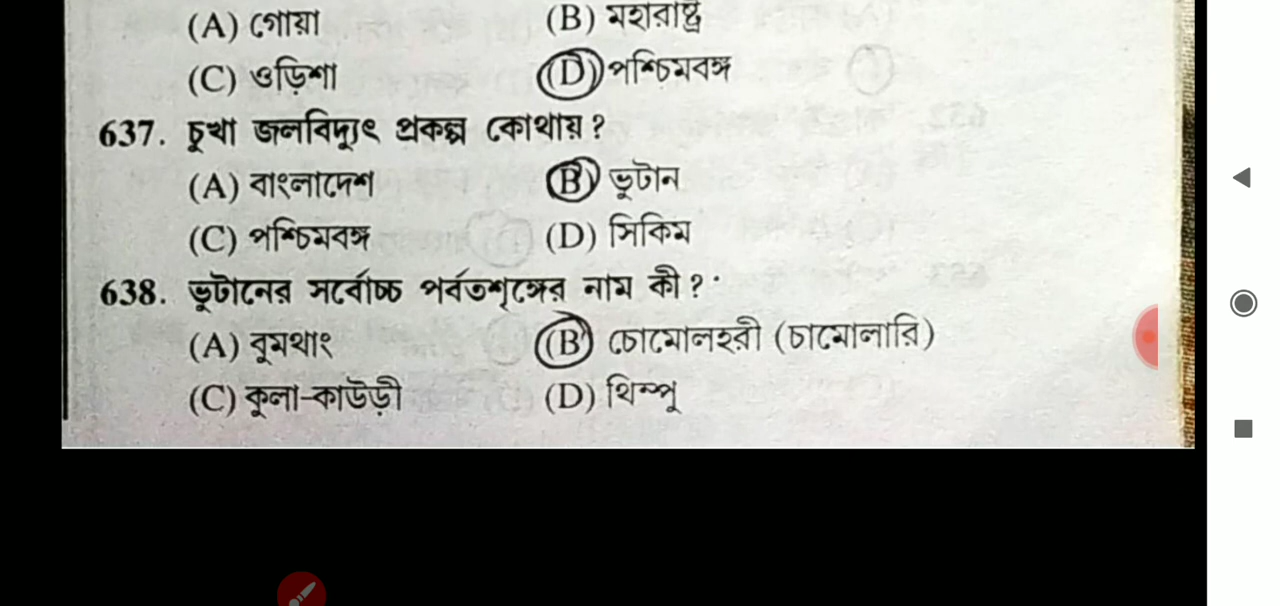 (A) গোয়া (B) মহারাষ্ট্র
(C) ওড়িশা (D) পশ্চিমবঙ্গ
637. চুখা জলবিদ্যুৎ প্রকল্প কোথায়?
(A) বাংলাদেশ (B) ভুটান
(C) পশ্চিমবঙ্গ (D) সিকিম
638. ভুটানের সর্বোচ্চ পর্বতশৃঙ্গের নাম কী?
(A) বুমথাং (B) চোমোলহরী (চামোলারি)
(C) কুলা-কাউড়ী (D) থিম্পু